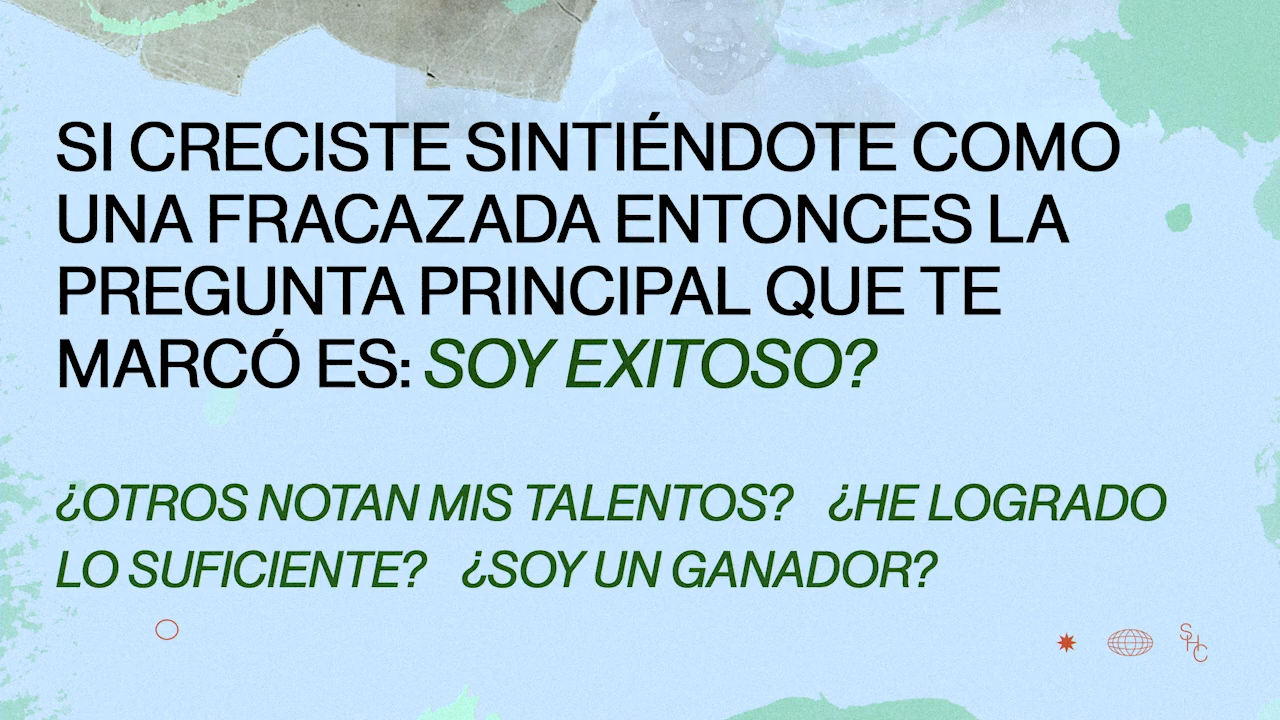 SI CRECISTE SINTIÉNDOTE COMO
UNA FRACAZADA ENTONCES LA
PREGUNTA PRINCIPAL QUE TE
MARCÓ ES: SOY EXITOSO?
¿OTROS NOTAN MIS TALENTOS? ¿HE LOGRADO
LO SUFICIENTE? ¿SOY UN GANADOR?
SHC